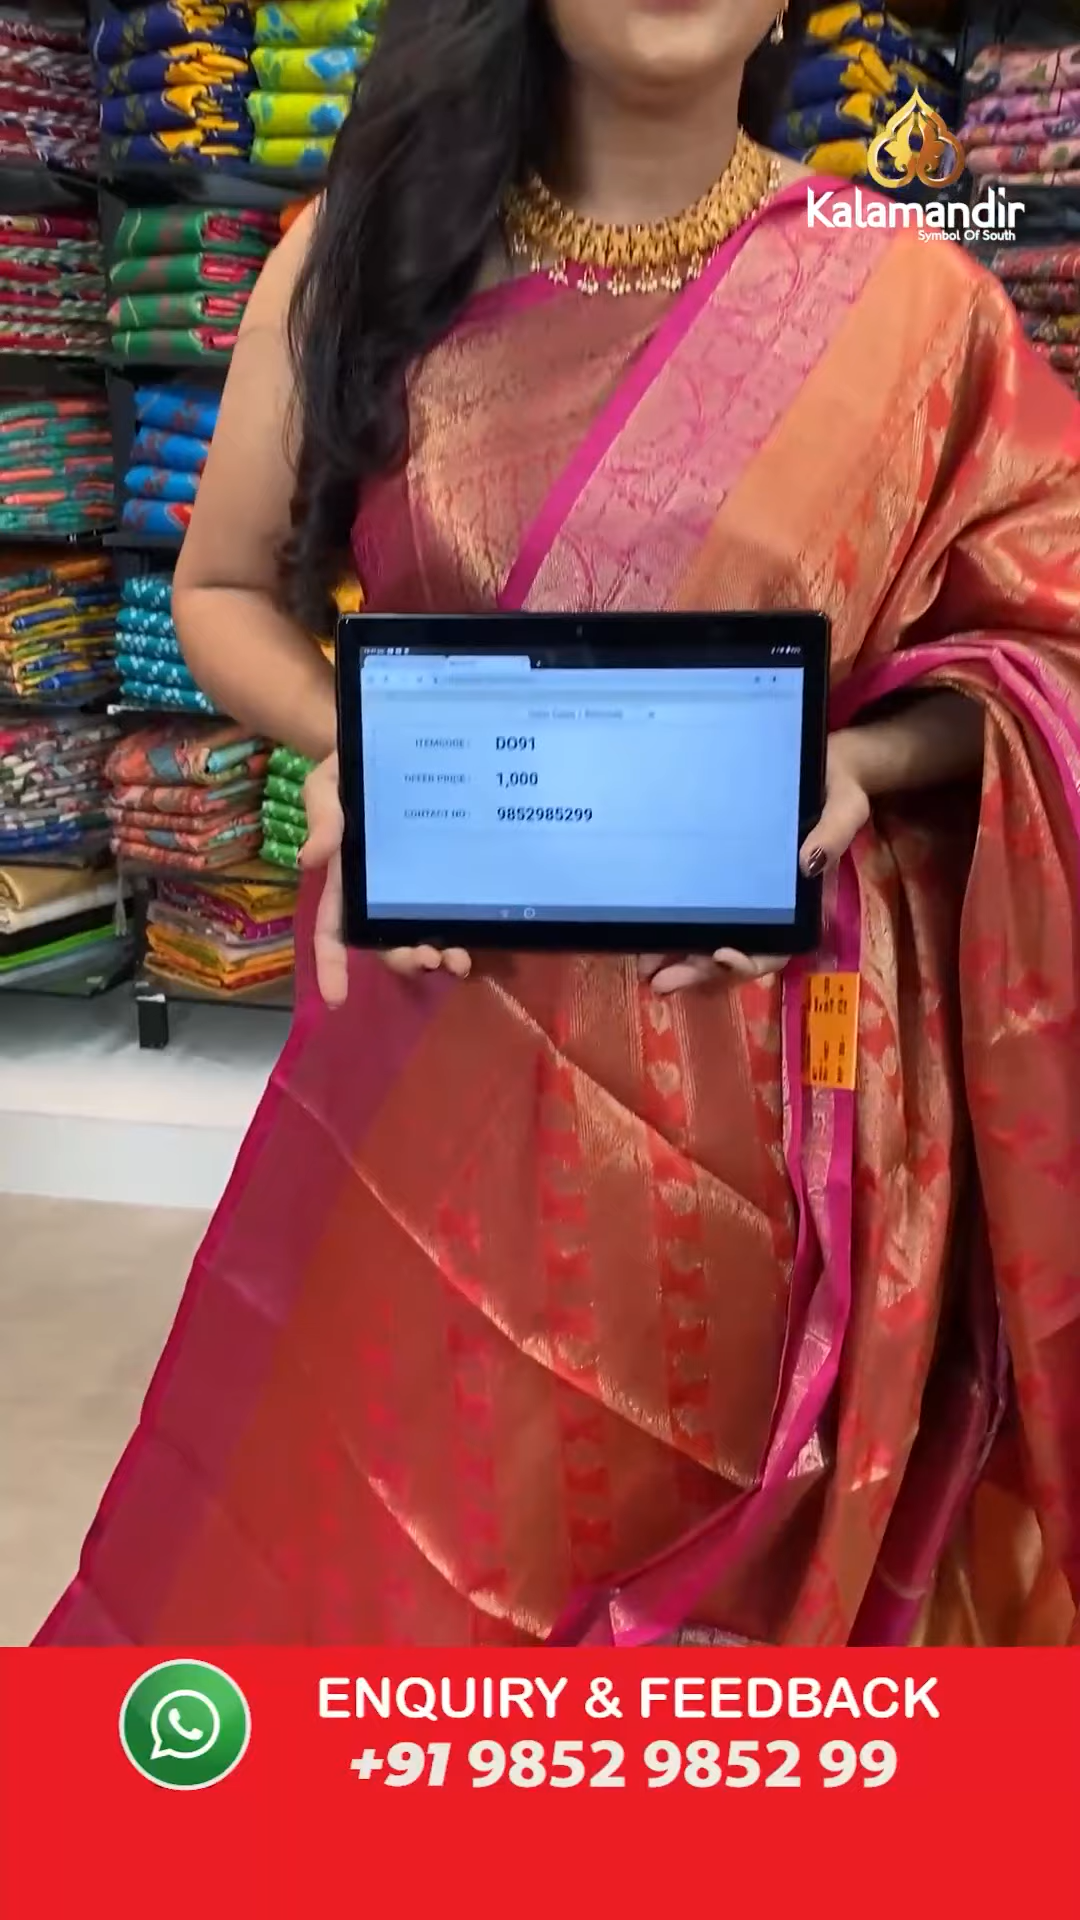 Kalamandir
Symbol Of South
ITEMCODE : DO91
OFFER PRICE : 1,000
CONTACT NO : 9852985299
ENQUIRY & FEEDBACK
+91 9852 9852 99